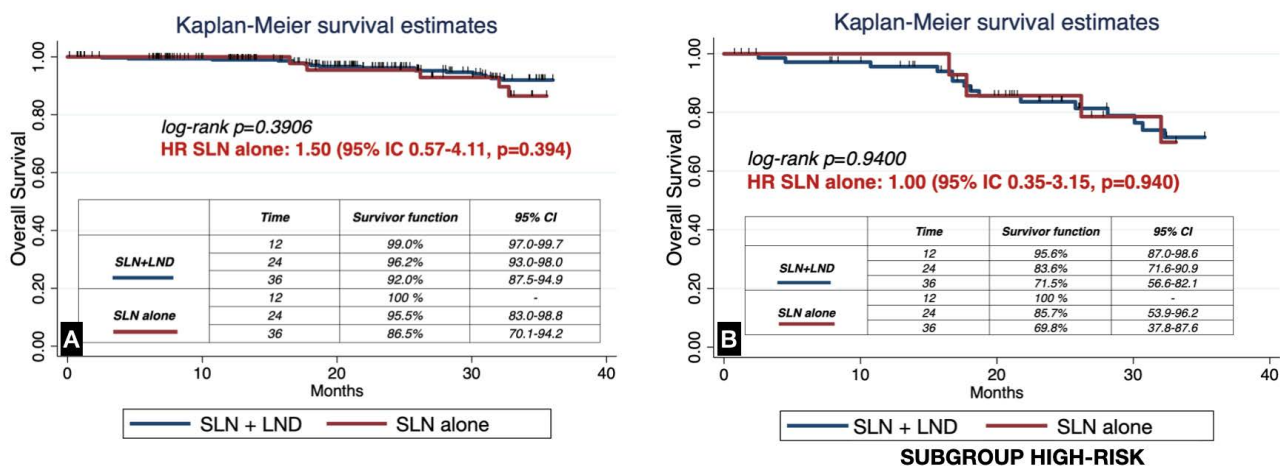 Kaplan-Meier survival estimates
Overall Survival
1.00
0.80
0.60
0.40
0.20
0.00
log-rank p=0.3906
HR SLN alone: 1.50 (95% IC 0.57-4.11, p=0.394)
Time Survivor function 95% CI
SLN+LND
12 99.0% 97.0-99.7
24 96.2% 93.0-98.0
36 92.0% 87.5-94.9
SLN alone
12 100 % -
24 95.5% 83.0-98.8
36 86.5% 70.1-94.2
A
0 10 20 30 40
Months
SLN + LND SLN alone
Kaplan-Meier survival estimates
Overall Survival
1.00
0.80
0.60
0.40
0.20
0.00
log-rank p=0.9400
HR SLN alone: 1.00 (95% IC 0.35-3.15, p=0.940)
Time Survivor function 95% CI
SLN+LND
12 95.6% 87.0-98.6
24 83.6% 71.6-90.9
36 71.5% 56.6-82.1
SLN alone
12 100 % -
24 85.7% 53.9-96.2
36 69.8% 37.8-87.6
B
0 10 20 30 40
Months
SLN + LND SLN alone
SUBGROUP HIGH-RISK